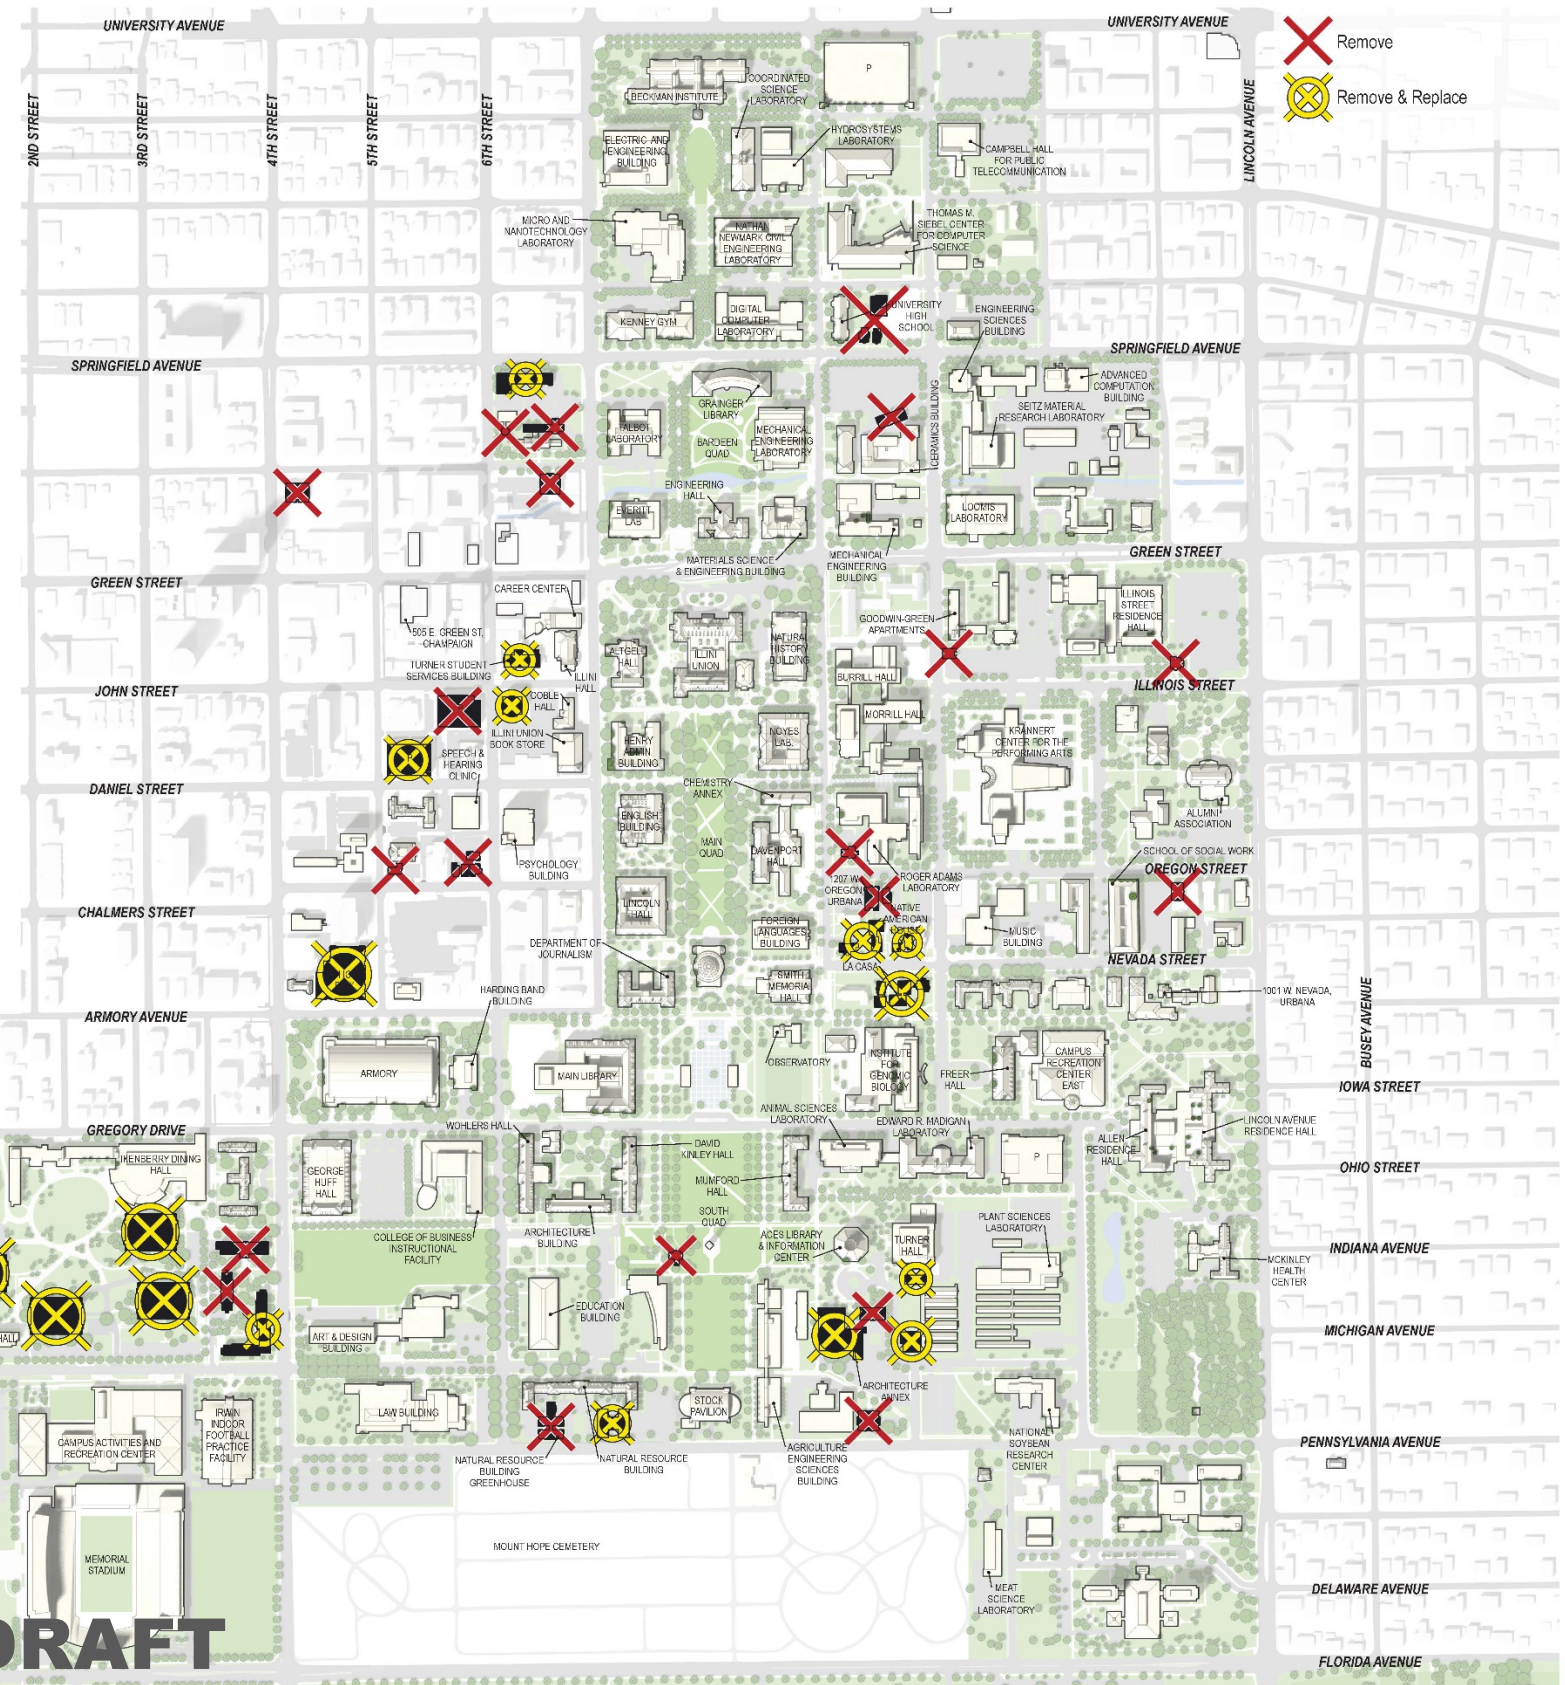 UNIVERSITY AVENUE
UNIVERSITY AVENUE
Remove
Remove & Replace
2ND STREET
3RD STREET
4TH STREET
5TH STREET
6TH STREET
LINCOLN AVENUE
P
BECKMAN INSTITUTE
COORDINATED
SCIENCE
LABORATORY
ELECTRIC AND
ENGINEERING
BUILDING
HYDROSYSTEMS
LABORATORY
CAMPBELL HALL
FOR PUBLIC
TELECOMMUNICATION
MICRO AND
NANOTECHNOLOGY
LABORATORY
NATHAN
NEWMARK CIVIL
ENGINEERING
LABORATORY
THOMAS M.
SIEBEL CENTER
FOR COMPUTER
SCIENCE
KENNEY GYM
DIGITAL
COMPUTER
LABORATORY
UNIVERSITY
HIGH
SCHOOL
ENGINEERING
SCIENCES
BUILDING
SPRINGFIELD AVENUE
SPRINGFIELD AVENUE
GRAINGER
LIBRARY
TALBOT
LABORATORY
BARDEEN
QUAD
MECHANICAL
ENGINEERING
LABORATORY
CERAMICS BUILDING
ADVANCED
COMPUTATION
BUILDING
SEITZ MATERIAL
RESEARCH LABORATORY
ENGINEERING
HALL
EVERITT
LAB
LOOMIS
LABORATORY
MATERIALS SCIENCE
& ENGINEERING BUILDING
MECHANICAL
ENGINEERING
BUILDING
GREEN STREET
GREEN STREET
CAREER CENTER
505 E. GREEN ST,
CHAMPAIGN
TURNER STUDENT
SERVICES BUILDING
ILLINI
HALL
ALTGELD
HALL
ILLINI
UNION
NATURAL
HISTORY
BUILDING
GOODWIN-GREEN
APARTMENTS
ILLINOIS
STREET
RESIDENCE
HALL
BURRILL HALL
JOHN STREET
ILLINOIS STREET
COBLE
HALL
ILLINI UNION
BOOK STORE
SPEECH &
HEARING
CLINIC
HENRY
ADMIN
BUILDING
NOYES
LAB.
MORRILL HALL
KRANNERT
CENTER FOR THE
PERFORMING ARTS
DANIEL STREET
CHEMISTRY
ANNEX
ENGLISH
BUILDING
MAIN
QUAD
DAVENPORT
HALL
ALUMNI
ASSOCIATION
PSYCHOLOGY
BUILDING
SCHOOL OF SOCIAL WORK
OREGON STREET
1207 W.
OREGON,
URBANA
ROGER ADAMS
LABORATORY
CHALMERS STREET
LINCOLN
HALL
NATIVE
AMERICAN
HOUSE
FOREIGN
LANGUAGES
BUILDING
MUSIC
BUILDING
DEPARTMENT OF
JOURNALISM
LA CASA
NEVADA STREET
SMITH
MEMORIAL
HALL
HARDING BAND
BUILDING
1001 W. NEVADA,
URBANA
BUSEY AVENUE
ARMORY AVENUE
ARMORY
MAIN LIBRARY
OBSERVATORY
INSTITUTE
FOR
GENOMIC
BIOLOGY
FREER
HALL
CAMPUS
RECREATION
CENTER
EAST
IOWA STREET
GREGORY DRIVE
WOHLERS HALL
ANIMAL SCIENCES
LABORATORY
EDWARD R. MADIGAN
LABORATORY
LINCOLN AVENUE
RESIDENCE HALL
ALLEN
RESIDENCE
HALL
P
IKENBERRY DINING
HALL
GEORGE
HUFF
HALL
DAVID
KINLEY HALL
MUMFORD
HALL
OHIO STREET
SOUTH
QUAD
COLLEGE OF BUSINESS
INSTRUCTIONAL
FACILITY
ARCHITECTURE
BUILDING
ACES LIBRARY
& INFORMATION
CENTER
TURNER
HALL
PLANT SCIENCES
LABORATORY
INDIANA AVENUE
MCKINLEY
HEALTH
CENTER
EDUCATION
BUILDING
HALL
ART & DESIGN
BUILDING
MICHIGAN AVENUE
ARCHITECTURE
ANNEX
LAW BUILDING
STOCK
PAVILION
IRWIN
INDOOR
FOOTBALL
PRACTICE
FACILITY
CAMPUS ACTIVITIES AND
RECREATION CENTER
NATURAL RESOURCE
BUILDING
GREENHOUSE
NATURAL RESOURCE
BUILDING
AGRICULTURE
ENGINEERING
SCIENCES
BUILDING
NATIONAL
SOYBEAN
RESEARCH
CENTER
PENNSYLVANIA AVENUE
MOUNT HOPE CEMETERY
MEMORIAL
STADIUM
MEAT
SCIENCE
LABORATORY
DELAWARE AVENUE
DRAFT
FLORIDA AVENUE